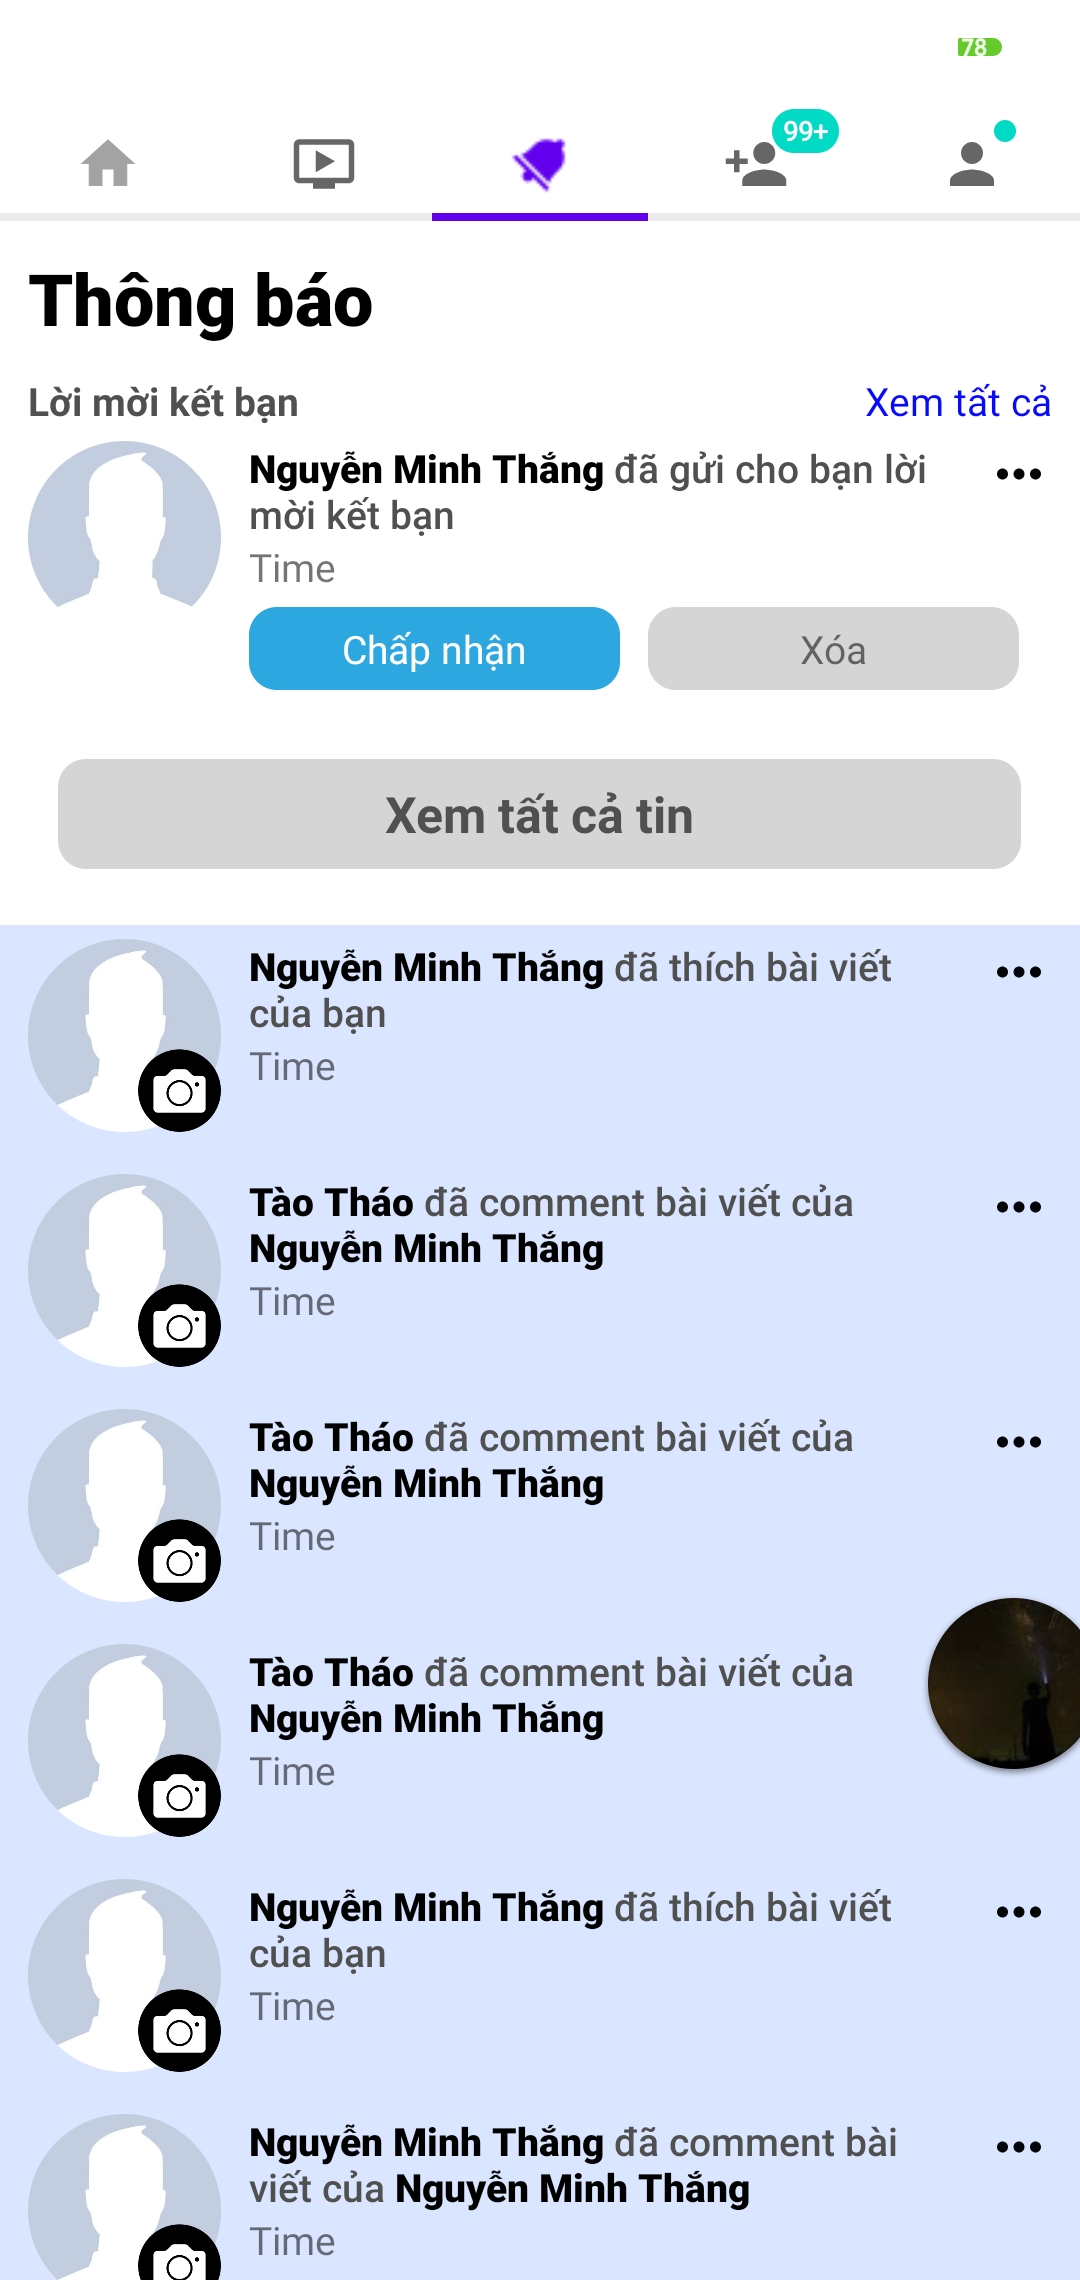 78
99+
Thông báo
Lời mời kết bạn
Xem tất cả
Nguyễn Minh Thắng đã gửi cho bạn lời
mời kết bạn
Time
Chấp nhận
Xóa
Xem tất cả tin
Nguyễn Minh Thắng đã thích bài viết
của bạn
Time
Tào Tháo đã comment bài viết của
Nguyễn Minh Thắng
Time
Tào Tháo đã comment bài viết của
Nguyễn Minh Thắng
Time
Tào Tháo đã comment bài viết của
Nguyễn Minh Thắng
Time
Nguyễn Minh Thắng đã thích bài viết
của bạn
Time
Nguyễn Minh Thắng đã comment bài
viết của Nguyễn Minh Thắng
Time